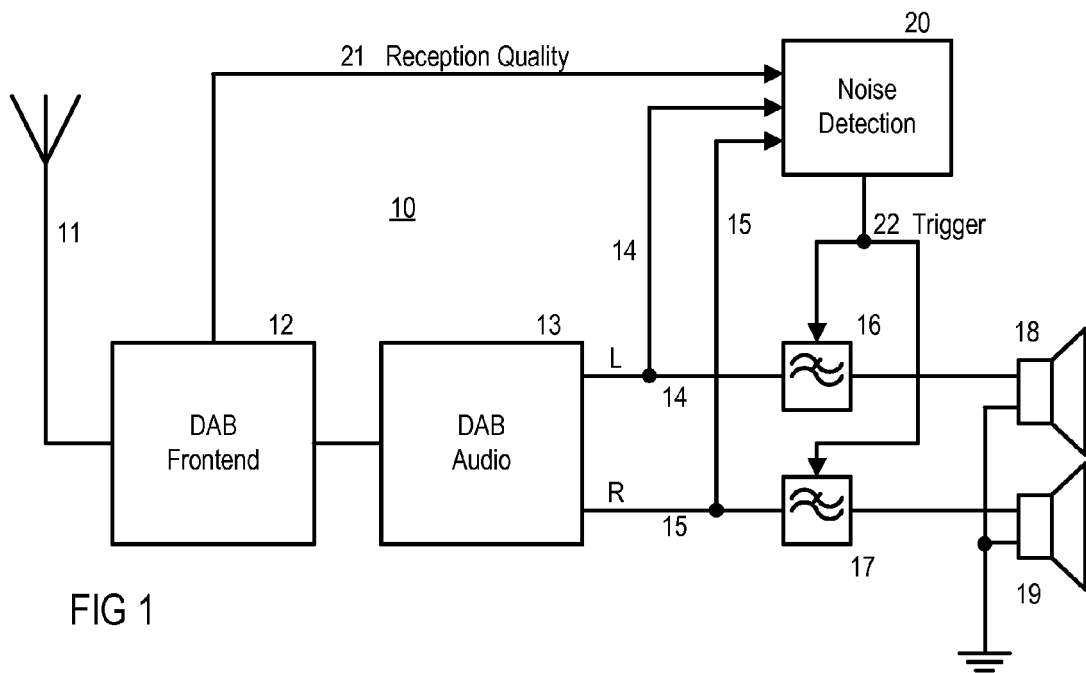 20
21 Reception Quality
Noise
Detection
11
10
15
22 Trigger
14
12
13
16
18
L
14
DAB
Frontend
DAB
Audio
R
15
17
19
FIG 1